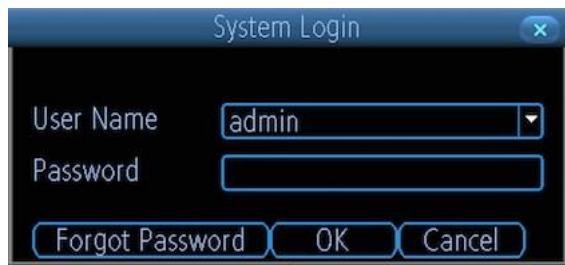 System Login
User Name admin
Password
Forgot Password OK Cancel